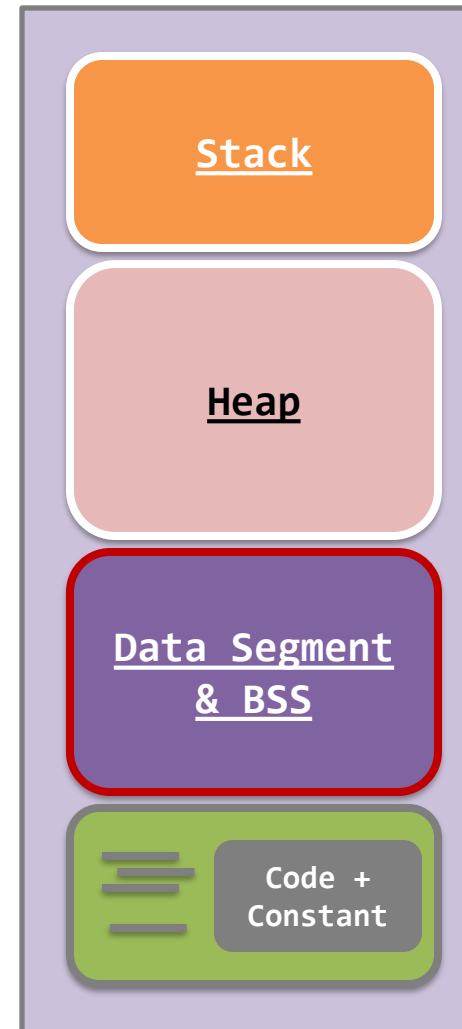 Stack
Heap
Data Segment
& BSS
Code +
Constant